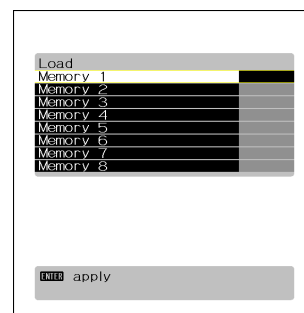 Load
Memory 1
Memory 2
Memory 3
Memory 4
Memory 5
Memory 6
Memory 7
Memory 8
ENTER apply